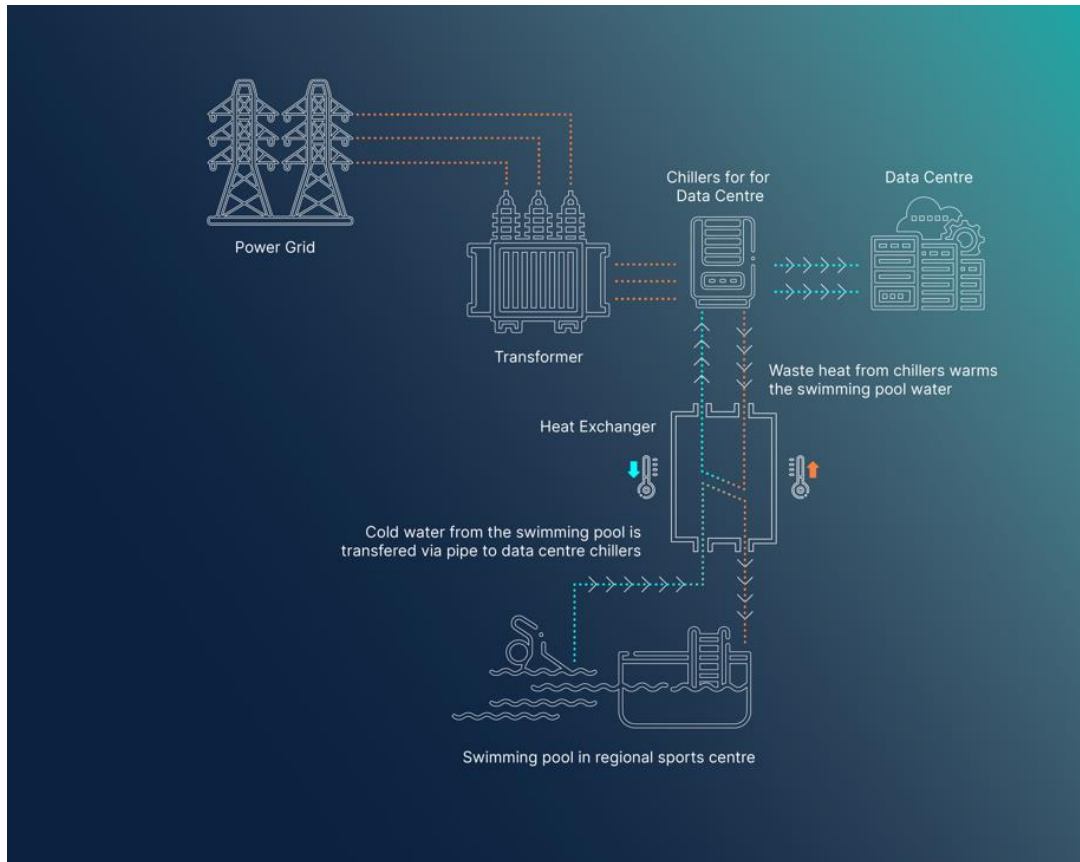 Chillers for for
Data Centre
Data Centre
Power Grid
Transformer
Waste heat from chillers warms
the swimming pool water
Heat Exchanger
Cold water from the swimming pool is
transfered via pipe to data centre chillers
Swimming pool in regional sports centre